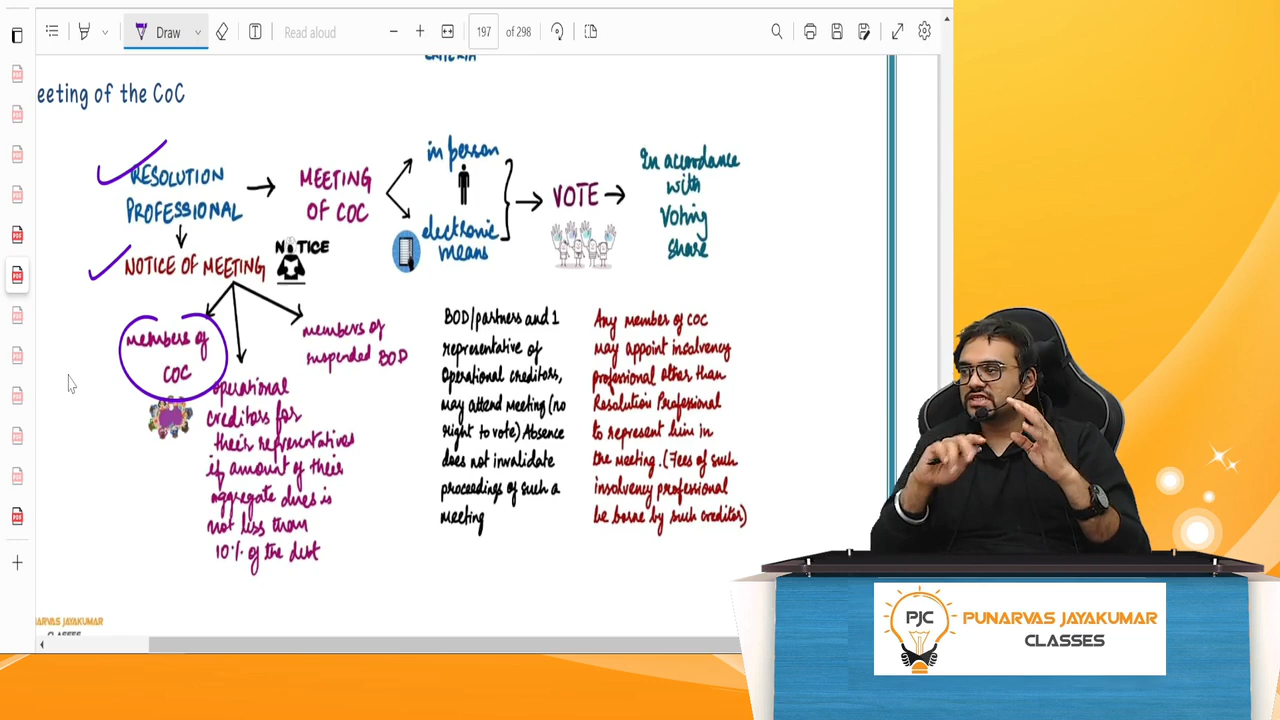 Draw
Read aloud
197 of 298
CRITERIA
eeting of the CoC
RESOLUTION
PROFESSIONAL
MEETING
OF COC
in person
electronic
means
VOTE
In accordance
with
Voting
share
NOTICE OF MEETING
NOTICE
members of
COC
operational
creditors for
their representatives
if amount of their
aggregate dues is
not less than
10% of the debt
members of
suspended BOD
BOD/partners and 1
representative of
operational creditors,
may attend meeting (no
right to vote) Absence
does not invalidate
proceedings of such a
meeting
Any member of COC
may appoint insolvency
professional other than
Resolution Professional
to represent him in
the meeting. (Fees of such
insolvency professional
be borne by such creditor)
ARVAS JAYAKUMAR
CLASSES
PJC
PUNARVAS JAYAKUMAR
CLASSES